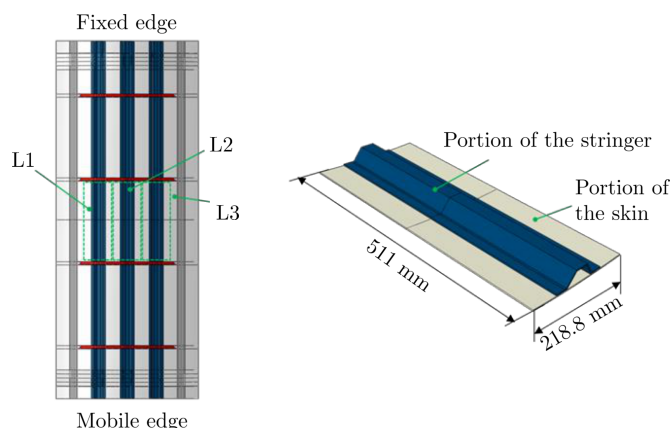 Fixed edge
L1
L2
L3
Mobile edge
Portion of the stringer
Portion of
the skin
511 mm
218.8 mm